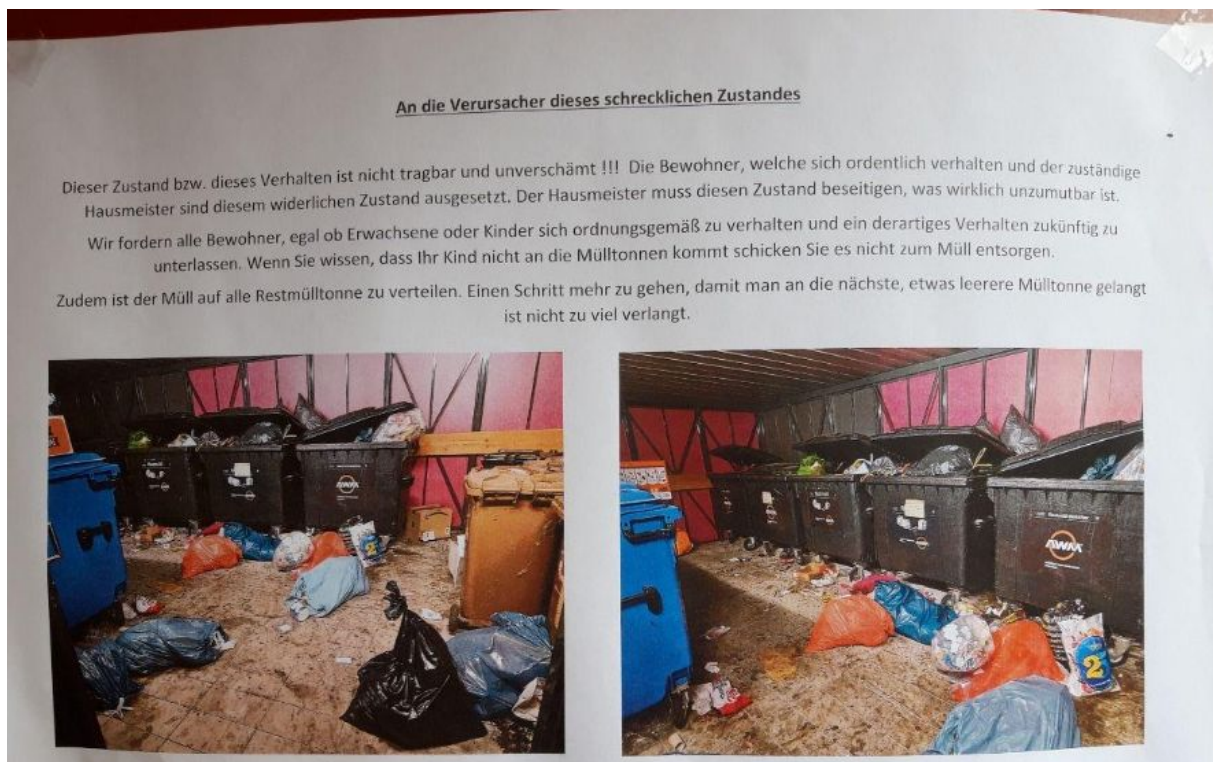 An die Verursacher dieses schrecklichen Zustandes
Dieser Zustand bzw. dieses Verhalten ist nicht tragbar und unverschämt !!! Die Bewohner, welche sich ordentlich verhalten und der zuständige
Hausmeister sind diesem widerlichen Zustand ausgesetzt. Der Hausmeister muss diesen Zustand beseitigen, was wirklich unzumutbar ist.
Wir fordern alle Bewohner, egal ob Erwachsene oder Kinder sich ordnungsgemäß zu verhalten und ein derartiges Verhalten zukünftig zu
unterlassen. Wenn Sie wissen, dass Ihr Kind nicht an die Mülltonnen kommt schicken Sie es nicht zum Müll entsorgen.
Zudem ist der Müll auf alle Restmülltonne zu verteilen. Einen Schritt mehr zu gehen, damit man an die nächste, etwas leerere Mülltonne gelangt
ist nicht zu viel verlangt.
AWM
2
AWM
2